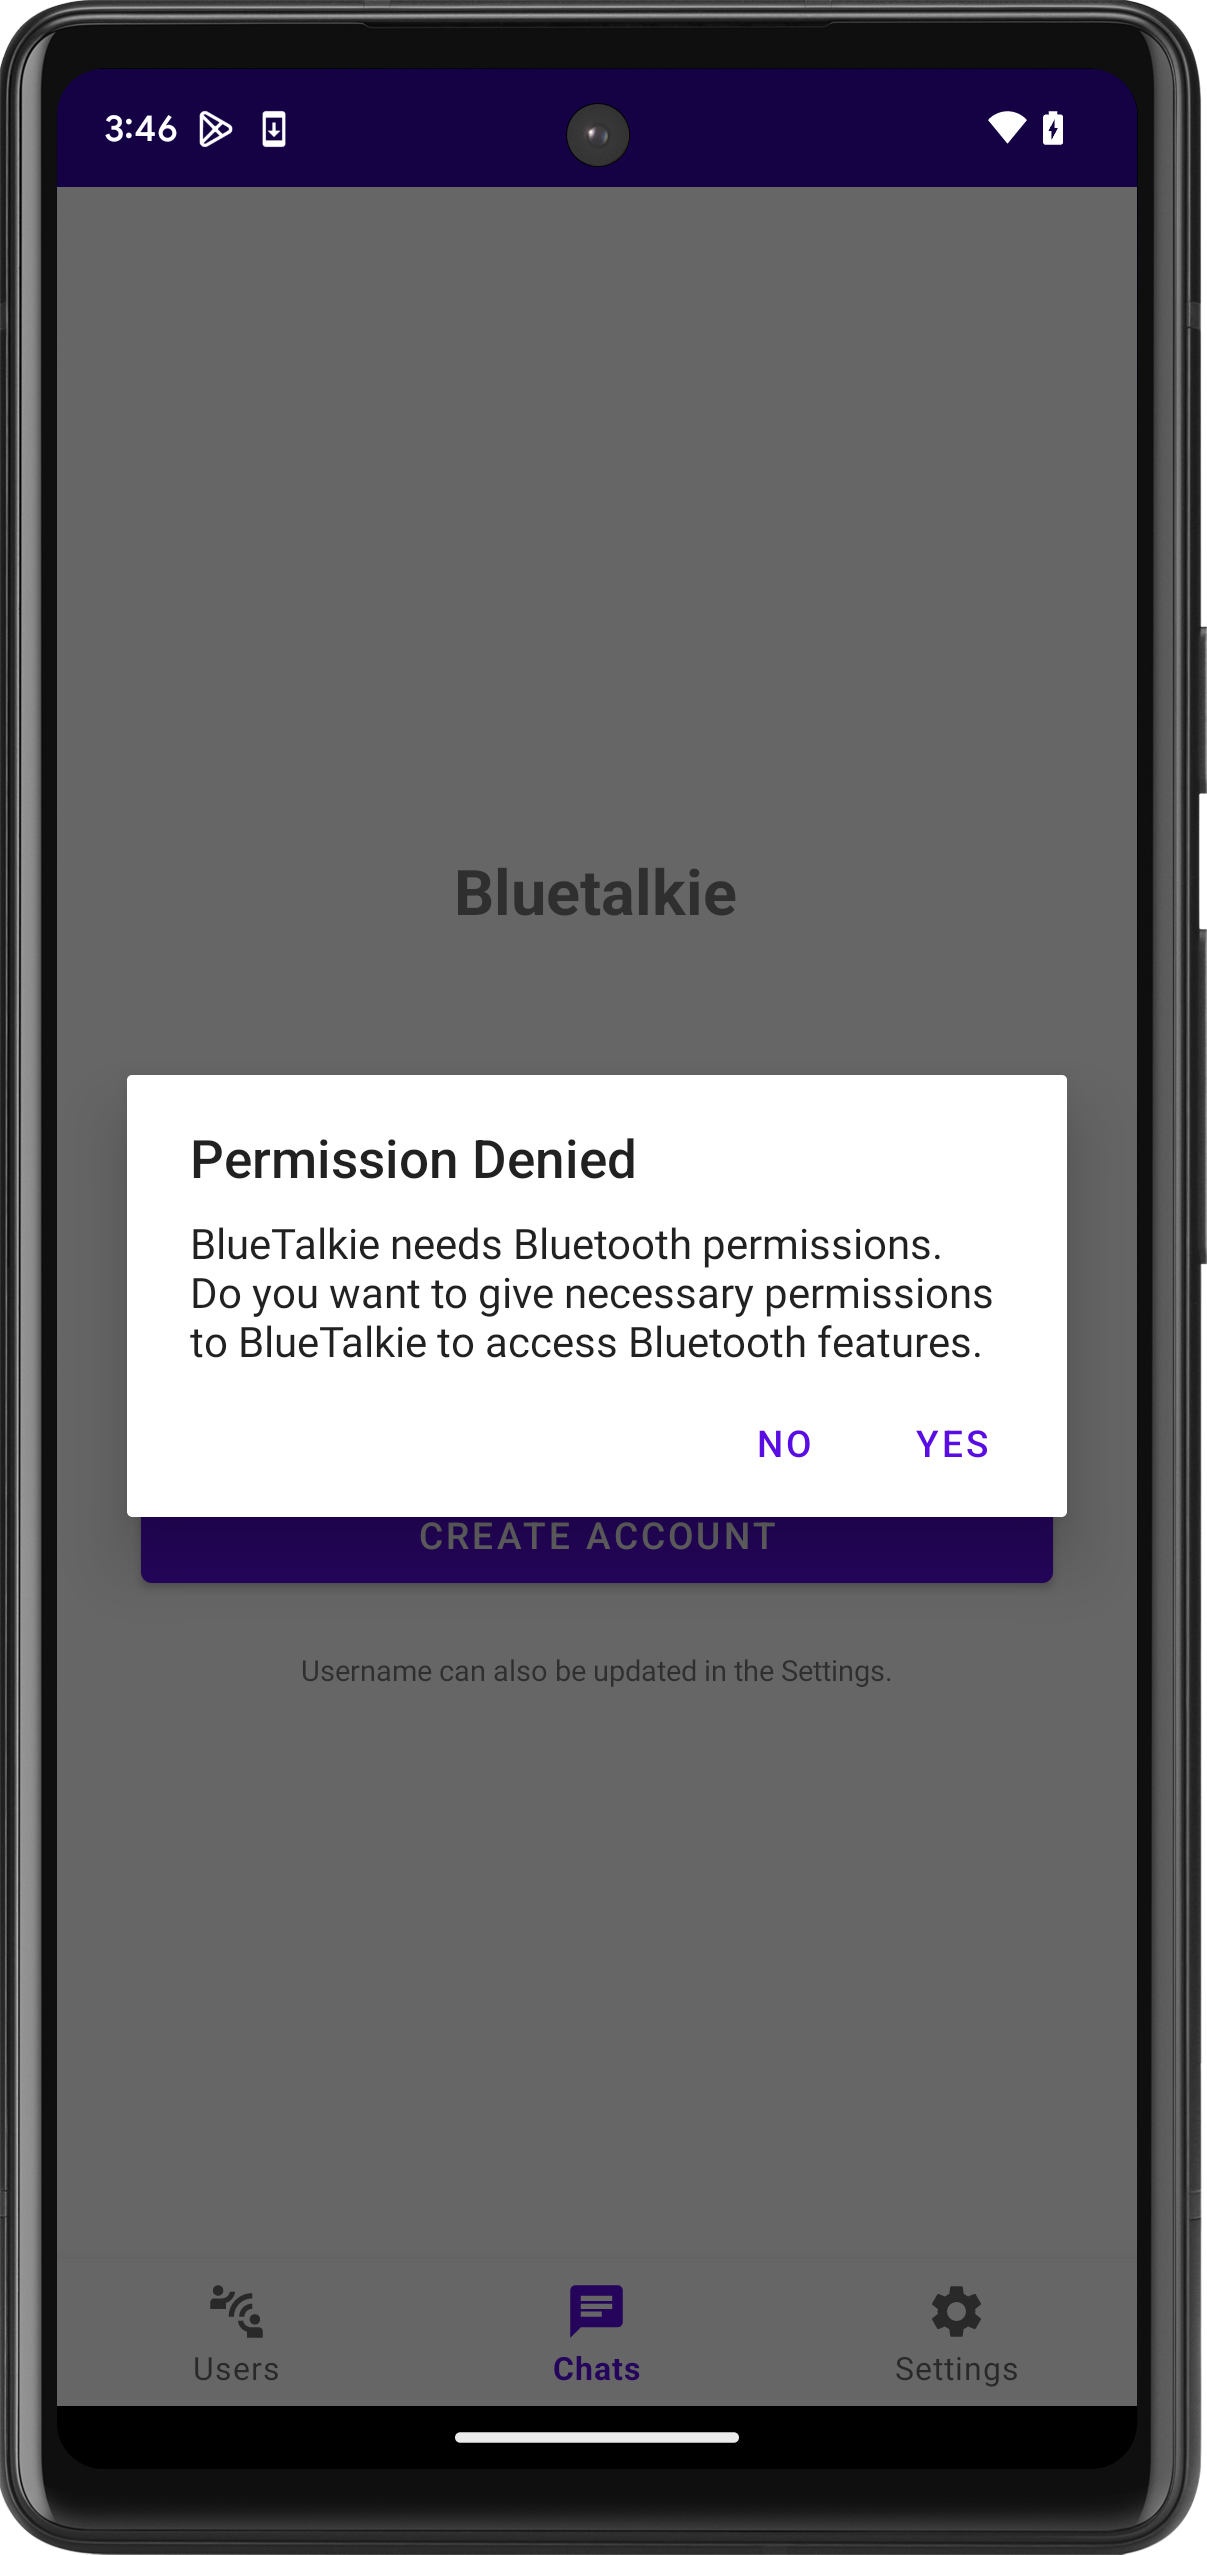 3:46
Bluetalkie
Permission Denied
BlueTalkie needs Bluetooth permissions.
Do you want to give necessary permissions
to BlueTalkie to access Bluetooth features.
NO YES
CREATE ACCOUNT
Username can also be updated in the Settings.
Users Chats Settings